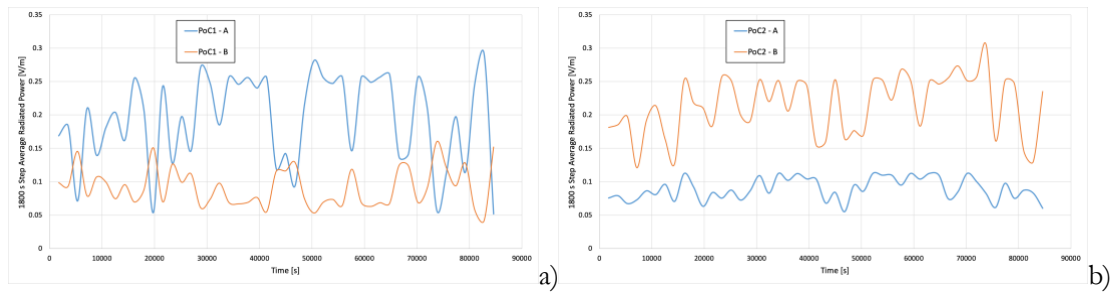 0.35
0.3
0.25
0.2
0.15
0.1
0.05
0
1800 s Step Average Radiated Power [V/m]
PoC1 - A
PoC1 - B
0 10000 20000 30000 40000 50000 60000 70000 80000 90000
Time [s]
a)
0.35
0.3
0.25
0.2
0.15
0.1
0.05
0
1800 s Step Average Radiated Power [V/m]
PoC2 - A
PoC2 - B
0 10000 20000 30000 40000 50000 60000 70000 80000 90000
Time [s]
b)